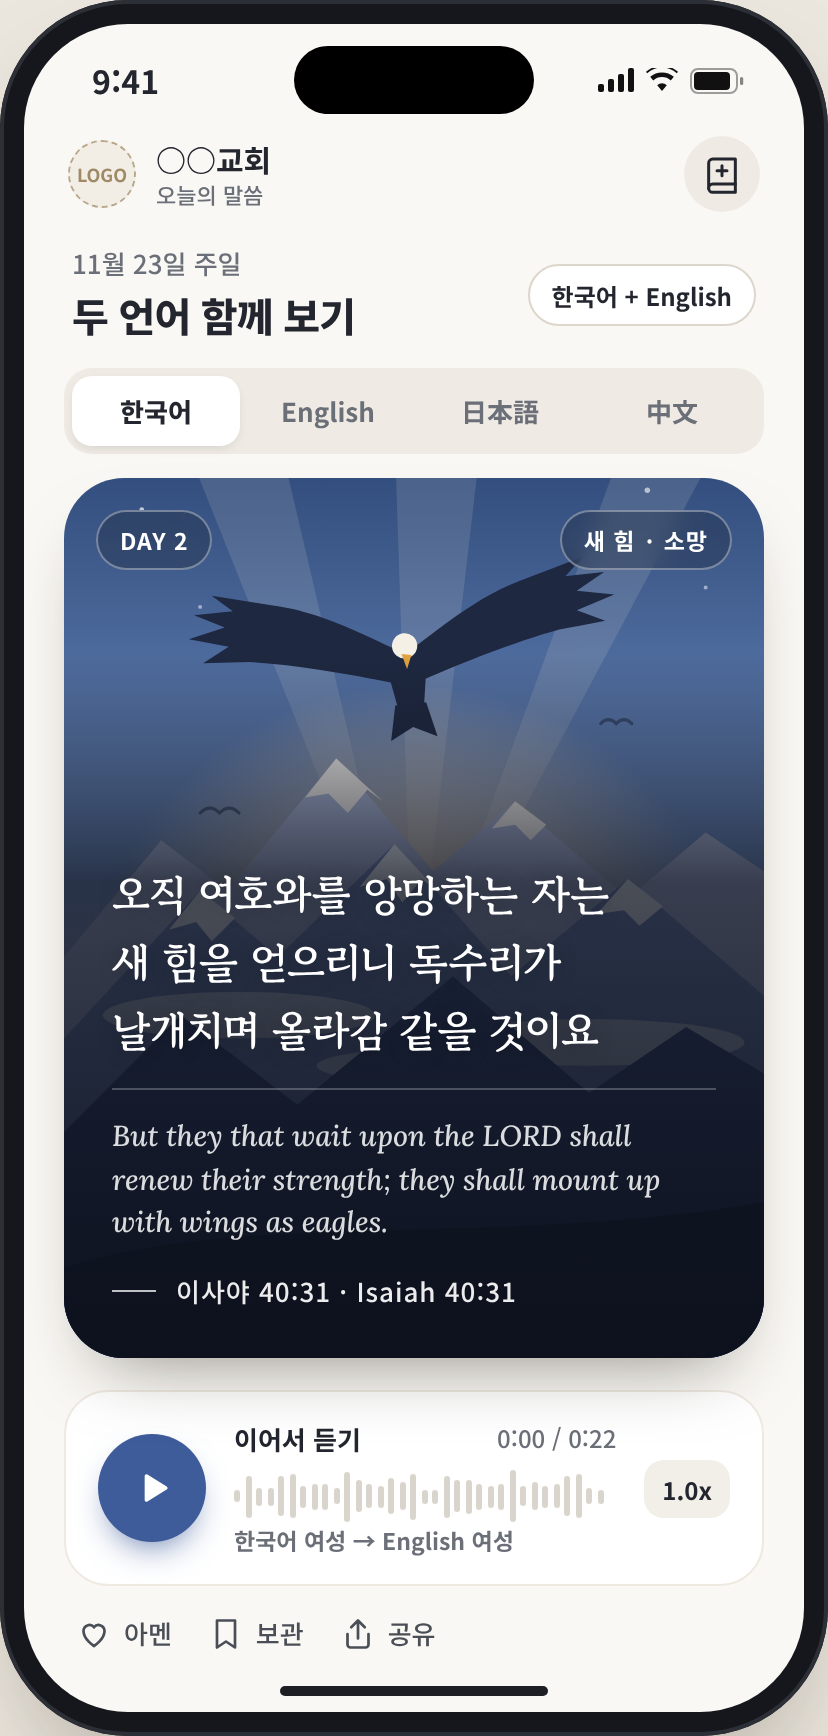 9:41
LOGO
○○교회
오늘의 말씀
11월 23일 주일
두 언어 함께 보기
한국어 + English
한국어
English
日本語
中文
DAY 2
새 힘 · 소망
오직 여호와를 앙망하는 자는
새 힘을 얻으리니 독수리가
날개치며 올라감 같을 것이요
But they that wait upon the LORD shall
renew their strength; they shall mount up
with wings as eagles.
이사야 40:31 · Isaiah 40:31
이어서 듣기
0:00 / 0:22
1.0x
한국어 여성 → English 여성
아멘
보관
공유